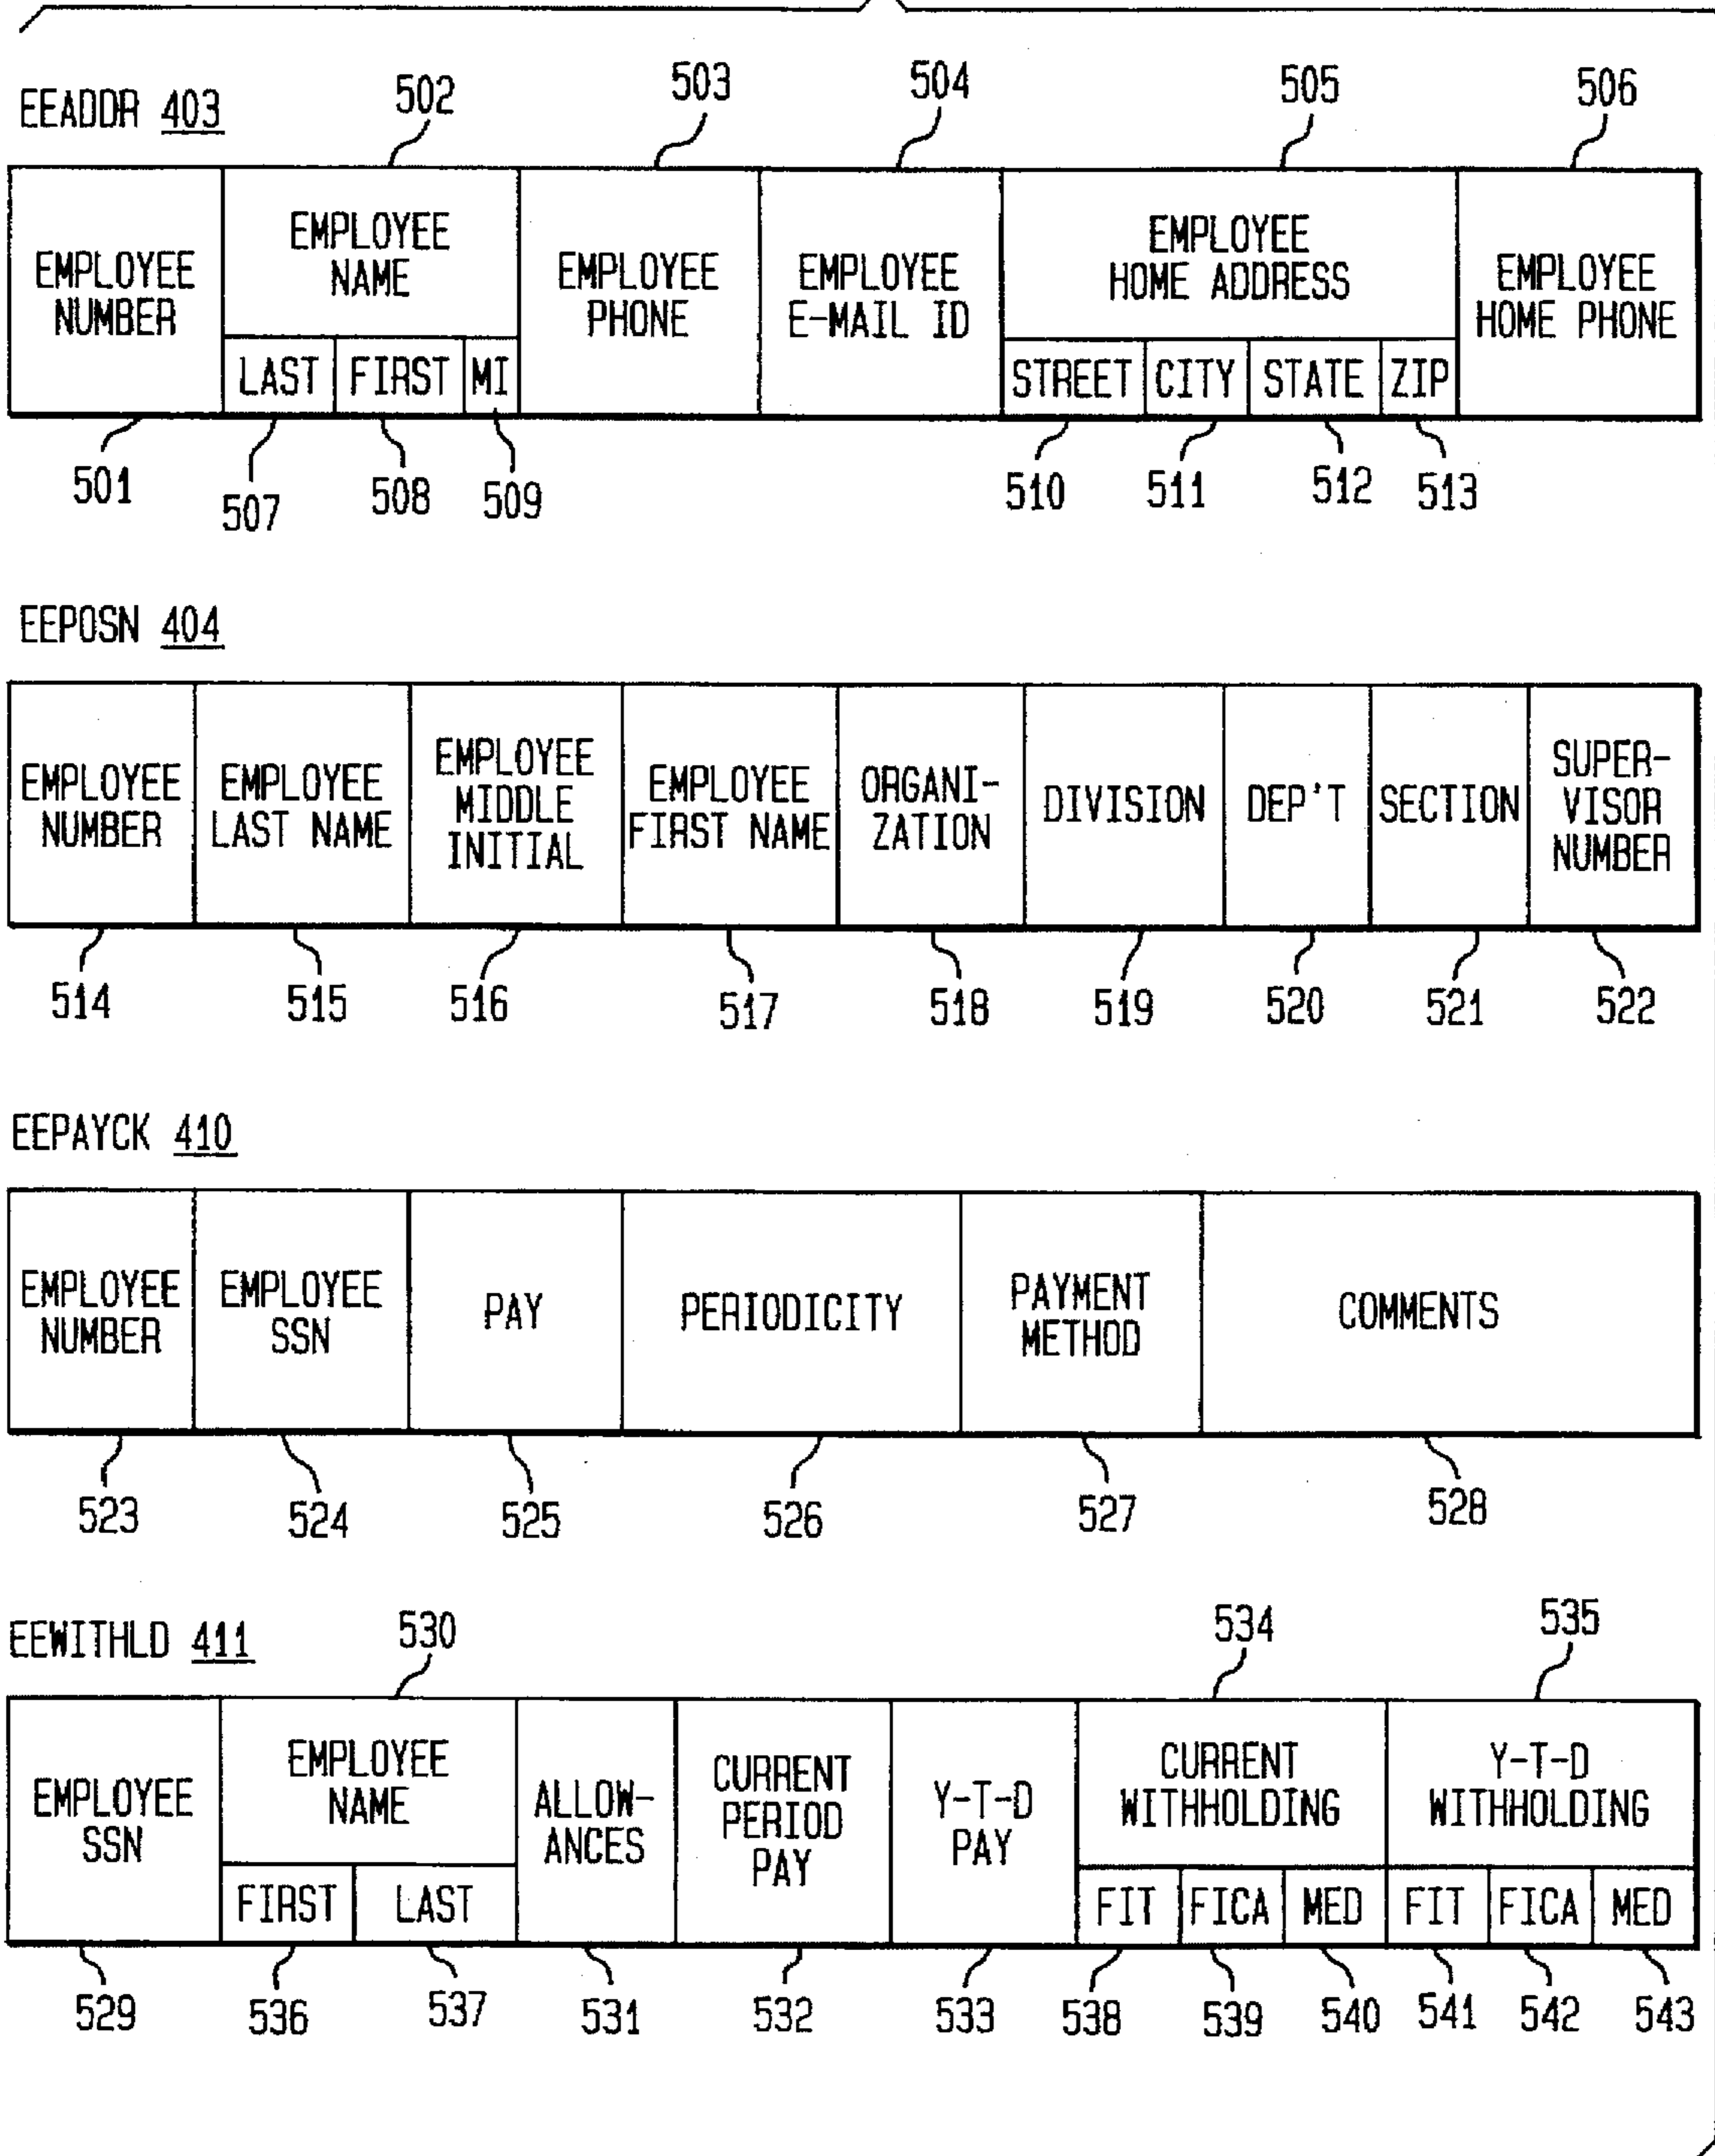 EEADDR 403
502
503
504
505
506
EMPLOYEE
NUMBER
EMPLOYEE
NAME
LAST
FIRST
MI
EMPLOYEE
PHONE
EMPLOYEE
E-MAIL ID
EMPLOYEE
HOME ADDRESS
STREET
CITY
STATE
ZIP
EMPLOYEE
HOME PHONE
501
507
508
509
510
511
512
513
EEPOSN 404
EMPLOYEE
NUMBER
EMPLOYEE
LAST NAME
EMPLOYEE
MIDDLE
INITIAL
EMPLOYEE
FIRST NAME
ORGANI-
ZATION
DIVISION
DEP'T
SECTION
SUPER-
VISOR
NUMBER
514
515
516
517
518
519
520
521
522
EEPAYCK 410
EMPLOYEE
NUMBER
EMPLOYEE
SSN
PAY
PERIODICITY
PAYMENT
METHOD
COMMENTS
523
524
525
526
527
528
EEWITHLD 411
530
534
535
EMPLOYEE
SSN
EMPLOYEE
NAME
FIRST
LAST
ALLOW-
ANCES
CURRENT
PERIOD
PAY
Y-T-D
PAY
CURRENT
WITHHOLDING
FIT
FICA
MED
Y-T-D
WITHHOLDING
FIT
FICA
MED
529
536
537
531
532
533
538
539
540
541
542
543